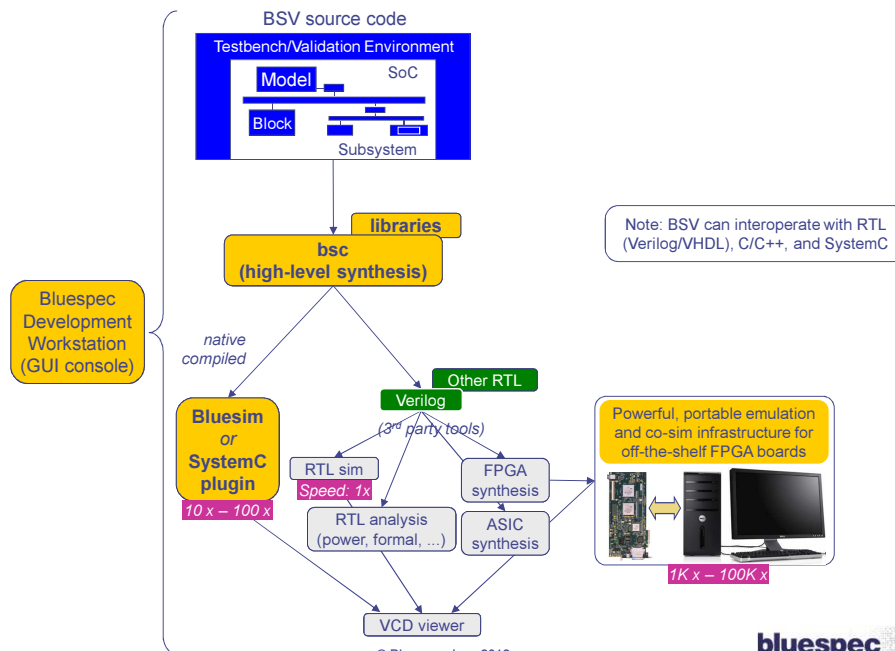 BSV source code
Testbench/Validation Environment
Model
SoC
Block
Subsystem
libraries
bsc
(high-level synthesis)
Note: BSV can interoperate with RTL
(Verilog/VHDL), C/C++, and SystemC
Bluespec
Development
Workstation
(GUI console)
native
compiled
Other RTL
Verilog
(3rd party tools)
Bluesim
or
SystemC
plugin
10 x – 100 x
RTL sim
Speed: 1x
RTL analysis
(power, formal, ...)
FPGA
synthesis
ASIC
synthesis
Powerful, portable emulation
and co-sim infrastructure for
off-the-shelf FPGA boards
1K x – 100K x
VCD viewer
bluespec